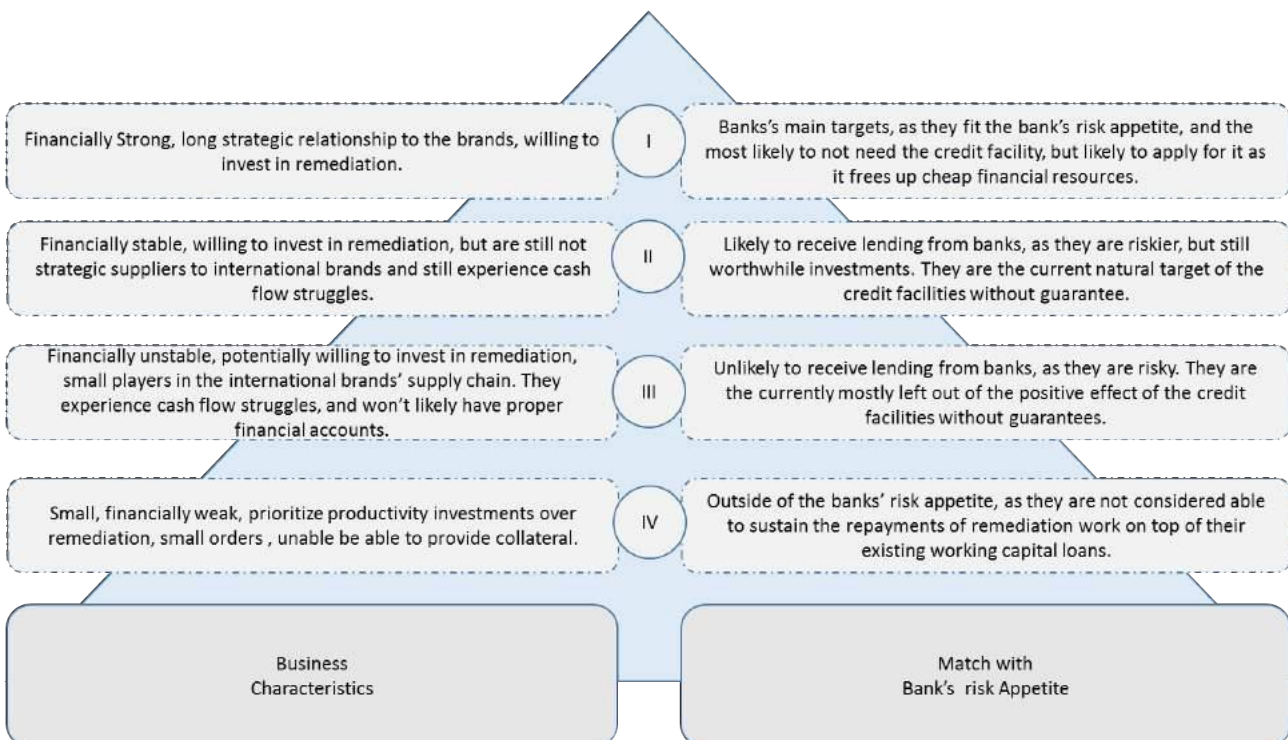 Financially Strong, long strategic relationship to the brands, willing to
invest in remediation.
I
Banks's main targets, as they fit the bank's risk appetite, and the
most likely to not need the credit facility, but likely to apply for it as
it frees up cheap financial resources.
Financially stable, willing to invest in remediation, but are still not
strategic suppliers to international brands and still experience cash
flow struggles.
II
Likely to receive lending from banks, as they are riskier, but still
worthwhile investments. They are the current natural target of the
credit facilities without guarantee.
Financially unstable, potentially willing to invest in remediation,
small players in the international brands' supply chain. They
experience cash flow struggles, and won't likely have proper
financial accounts.
III
Unlikely to receive lending from banks, as they are risky. They are
the currently mostly left out of the positive effect of the credit
facilities without guarantees.
Small, financially weak, prioritize productivity investments over
remediation, small orders , unable be able to provide collateral.
IV
Outside of the banks' risk appetite, as they are not considered able
to sustain the repayments of remediation work on top of their
existing working capital loans.
Business
Characteristics
Match with
Bank's risk Appetite